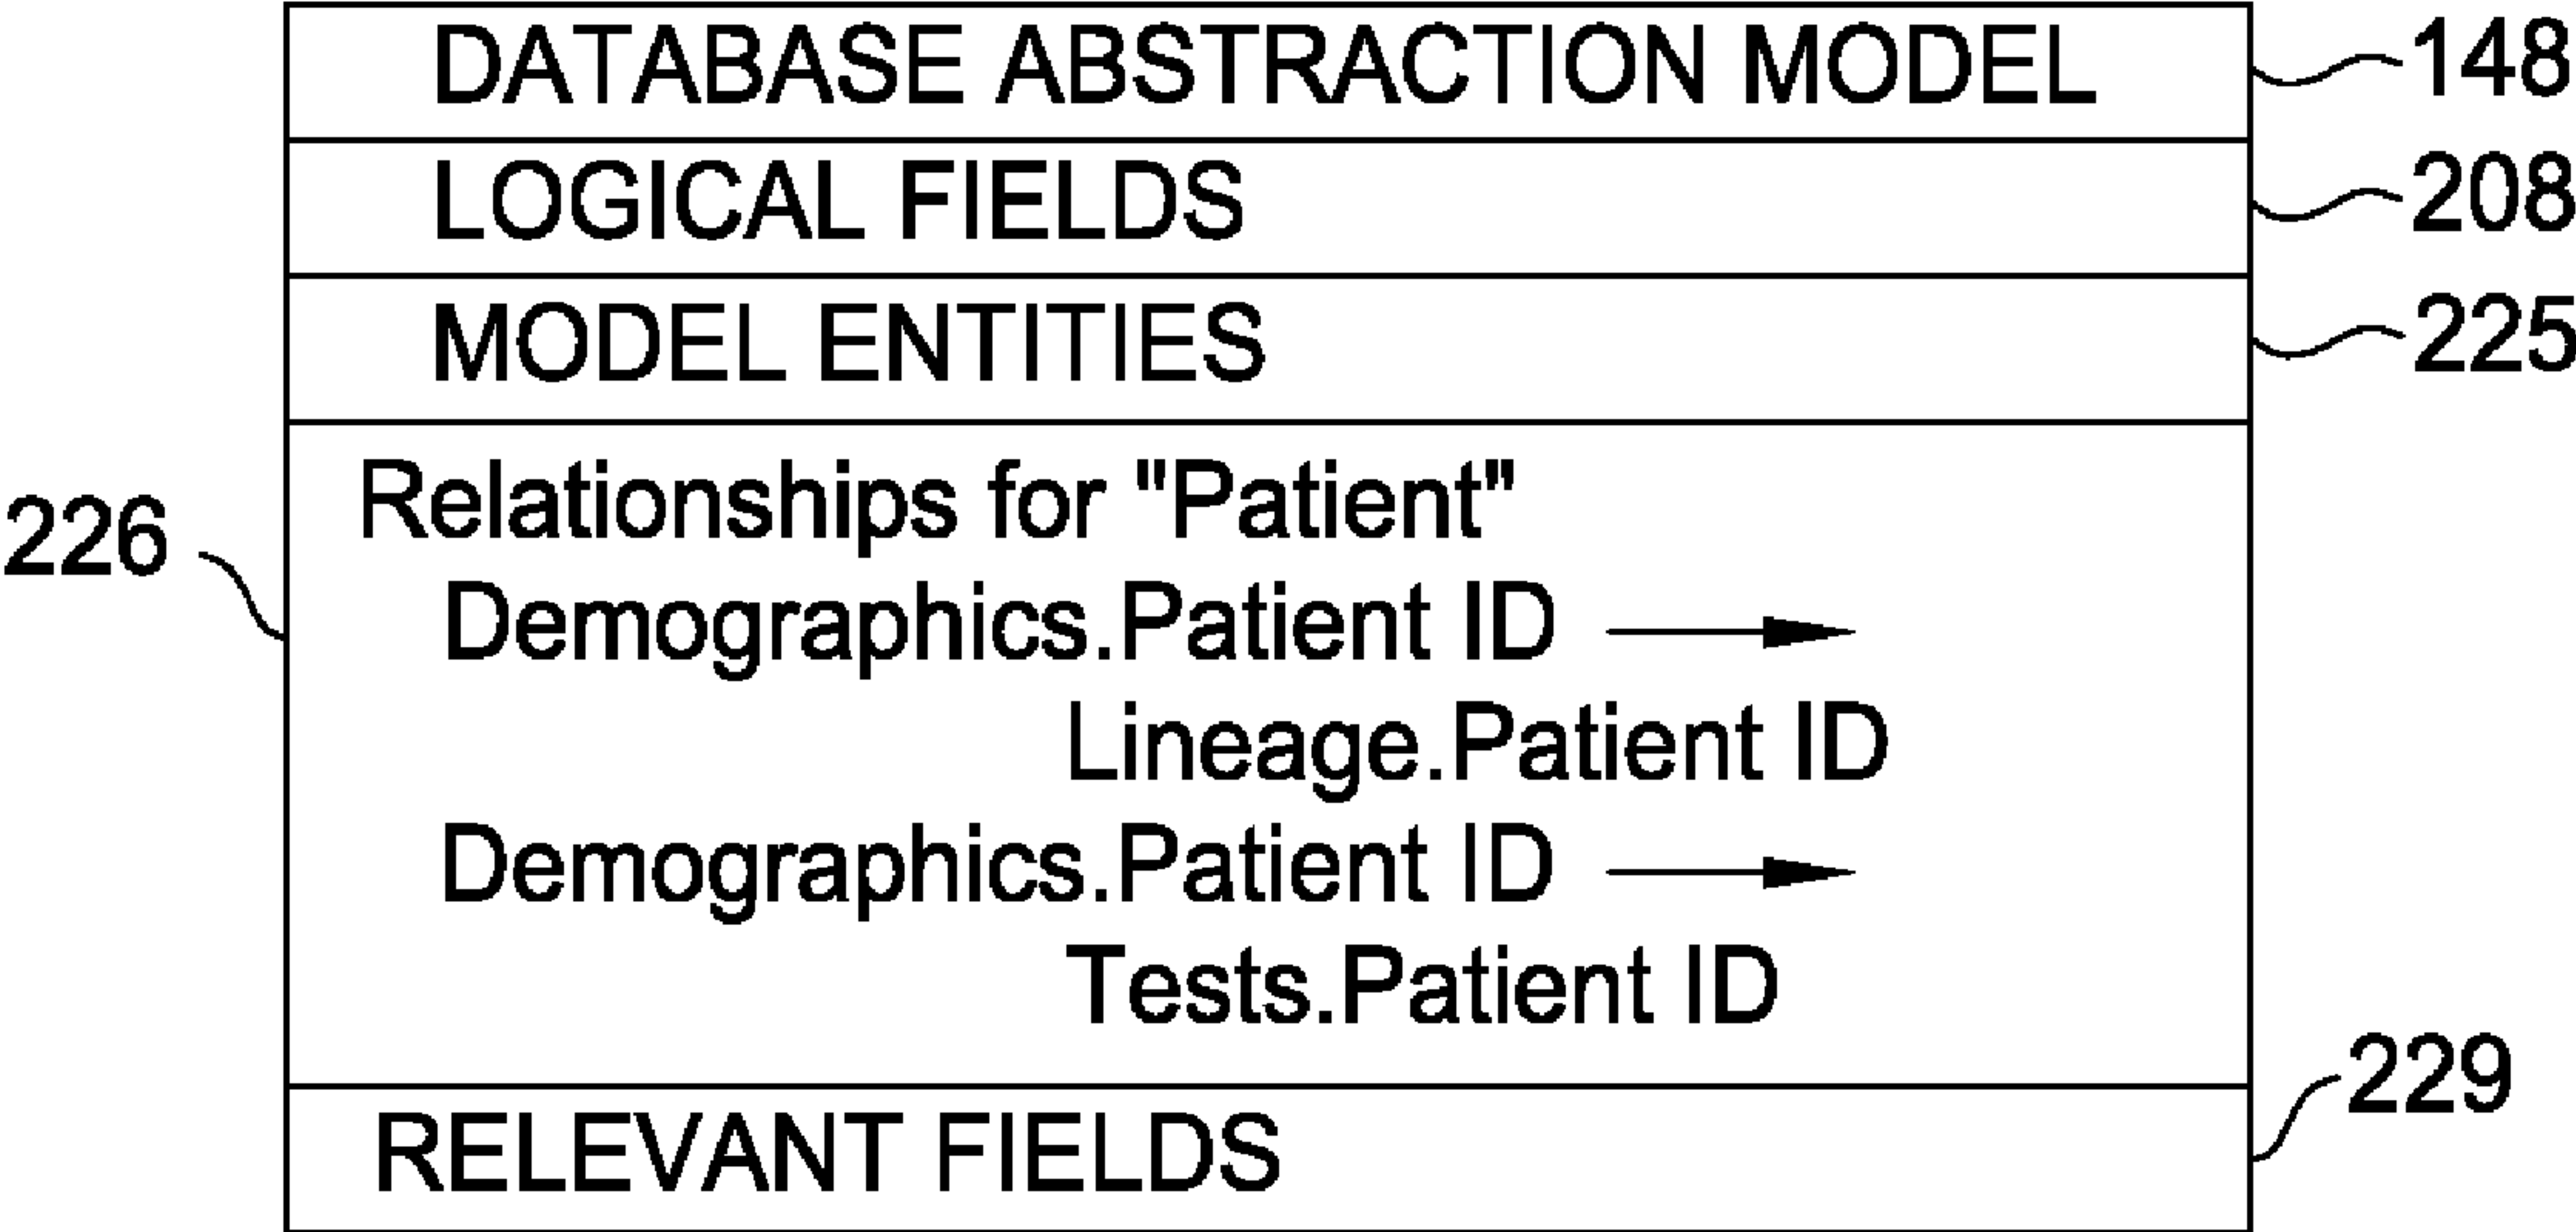 DATABASE ABSTRACTION MODEL 148
LOGICAL FIELDS 208
MODEL ENTITIES 225
226
Relationships for "Patient"
Demographics.Patient ID
Lineage.Patient ID
Demographics.Patient ID
Tests.Patient ID
RELEVANT FIELDS 229